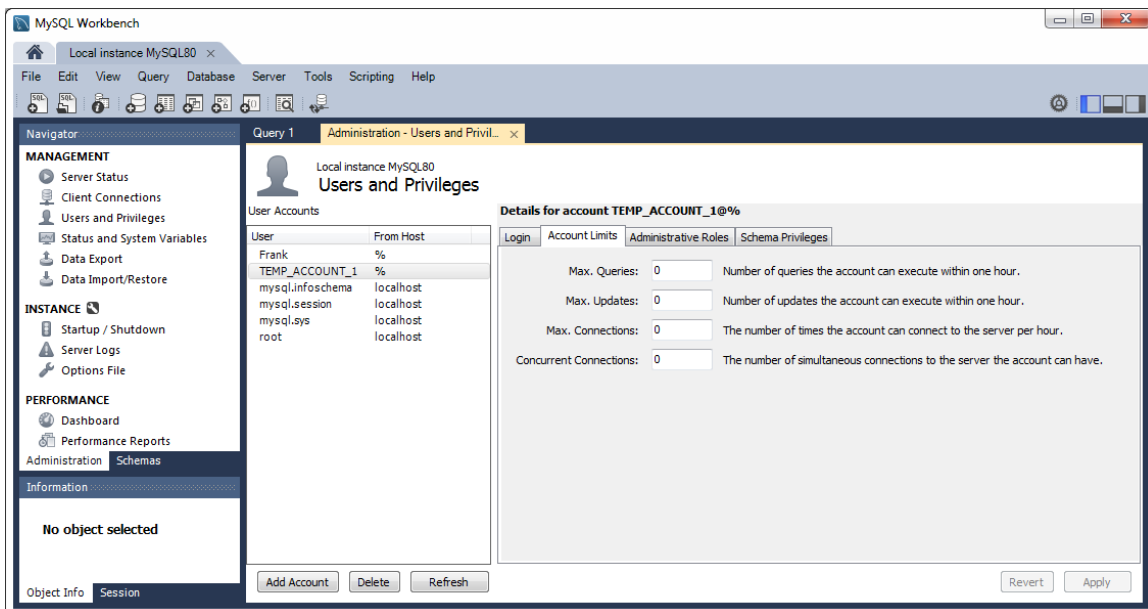 MySQL Workbench
Local instance MySQL80
File Edit View Query Database Server Tools Scripting Help
SQL SQL
Navigator
MANAGEMENT
Server Status
Client Connections
Users and Privileges
Status and System Variables
Data Export
Data Import/Restore
INSTANCE
Startup / Shutdown
Server Logs
Options File
PERFORMANCE
Dashboard
Performance Reports
Administration Schemas
Information
No object selected
Object Info Session
Query 1 Administration - Users and Privil...
Local instance MySQL80
Users and Privileges
User Accounts
User From Host
Frank %
TEMP_ACCOUNT_1 %
mysql.infoschema localhost
mysql.session localhost
mysql.sys localhost
root localhost
Add Account Delete Refresh
Details for account TEMP_ACCOUNT_1@%
Login Account Limits Administrative Roles Schema Privileges
Max. Queries: 0 Number of queries the account can execute within one hour.
Max. Updates: 0 Number of updates the account can execute within one hour.
Max. Connections: 0 The number of times the account can connect to the server per hour.
Concurrent Connections: 0 The number of simultaneous connections to the server the account can have.
Revert Apply